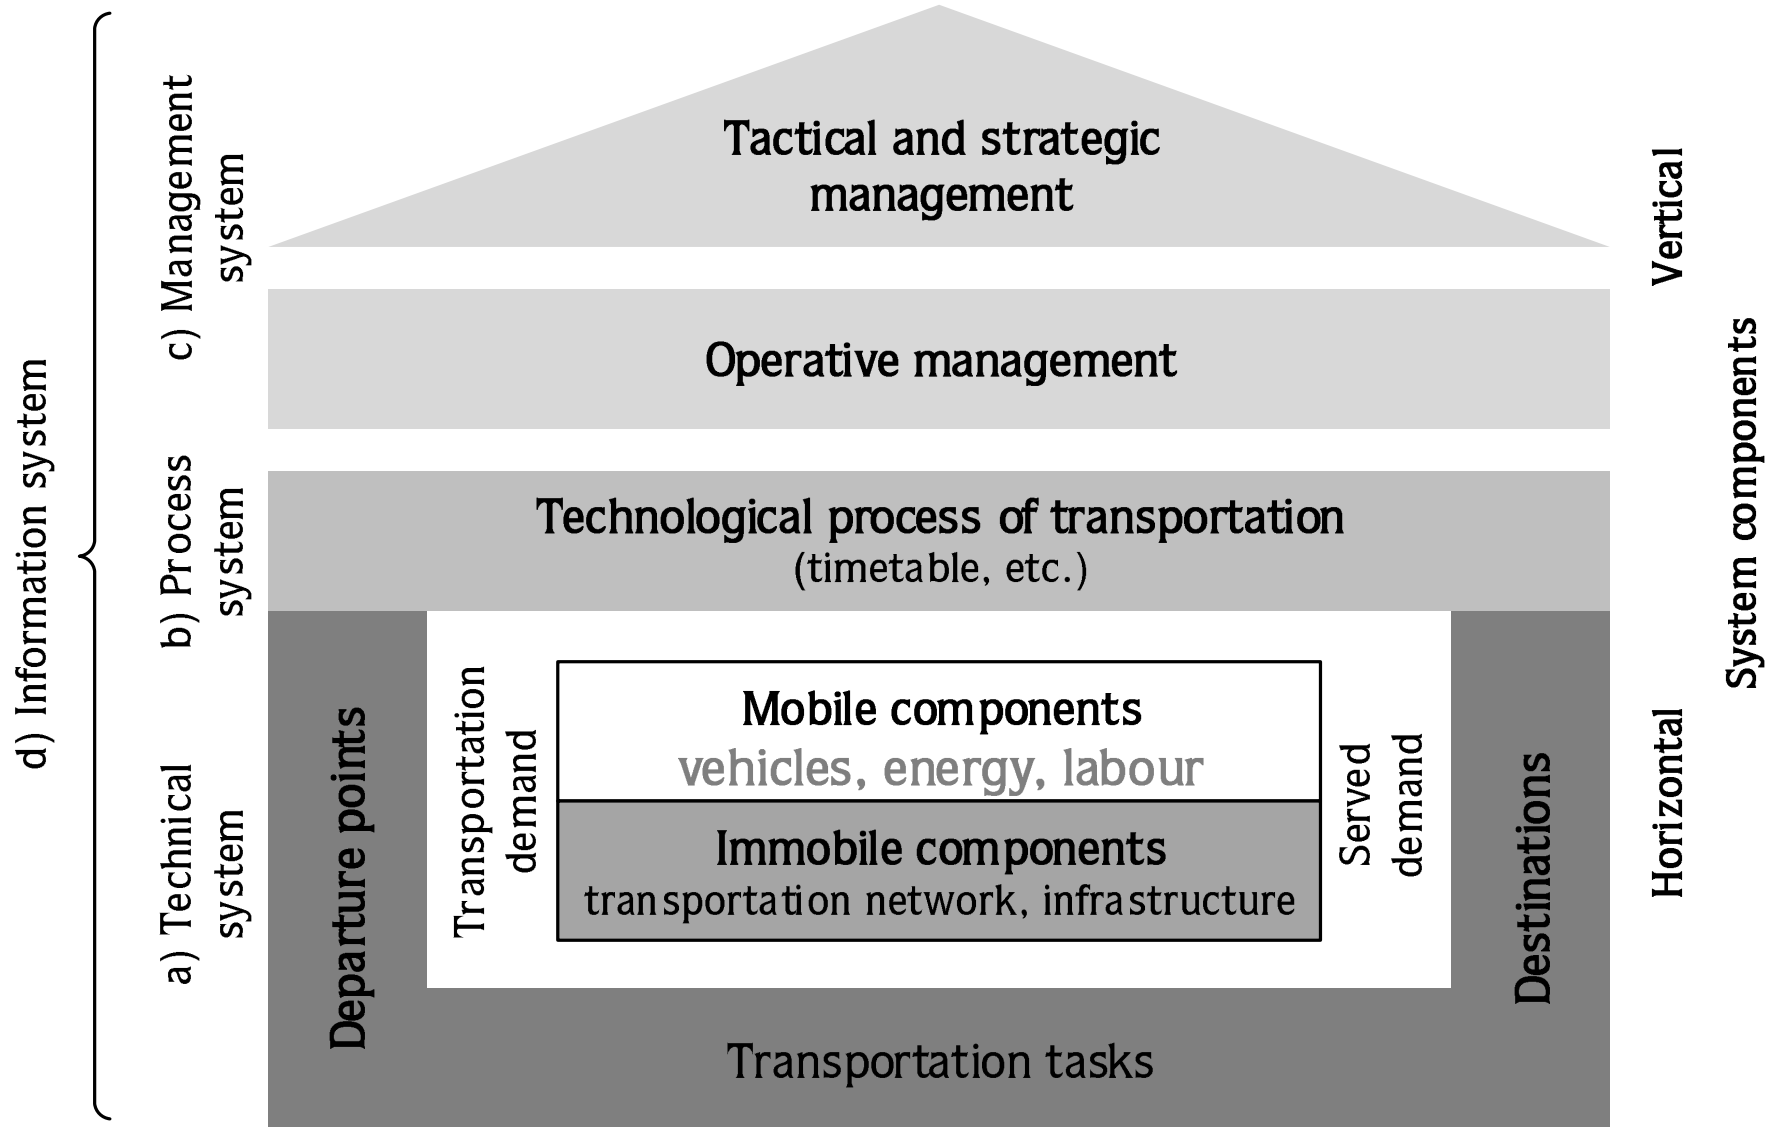 d) Information system
c) Management
system
b) Process
system
a) Technical
system
Tactical and strategic
management
Operative management
Technological process of transportation
(timetable, etc.)
Departure points
Transportation
demand
Mobile components
vehicles, energy, labour
Immobile components
transportation network, infrastructure
Served
demand
Destinations
Transportation tasks
Vertical
Horizontal
System components